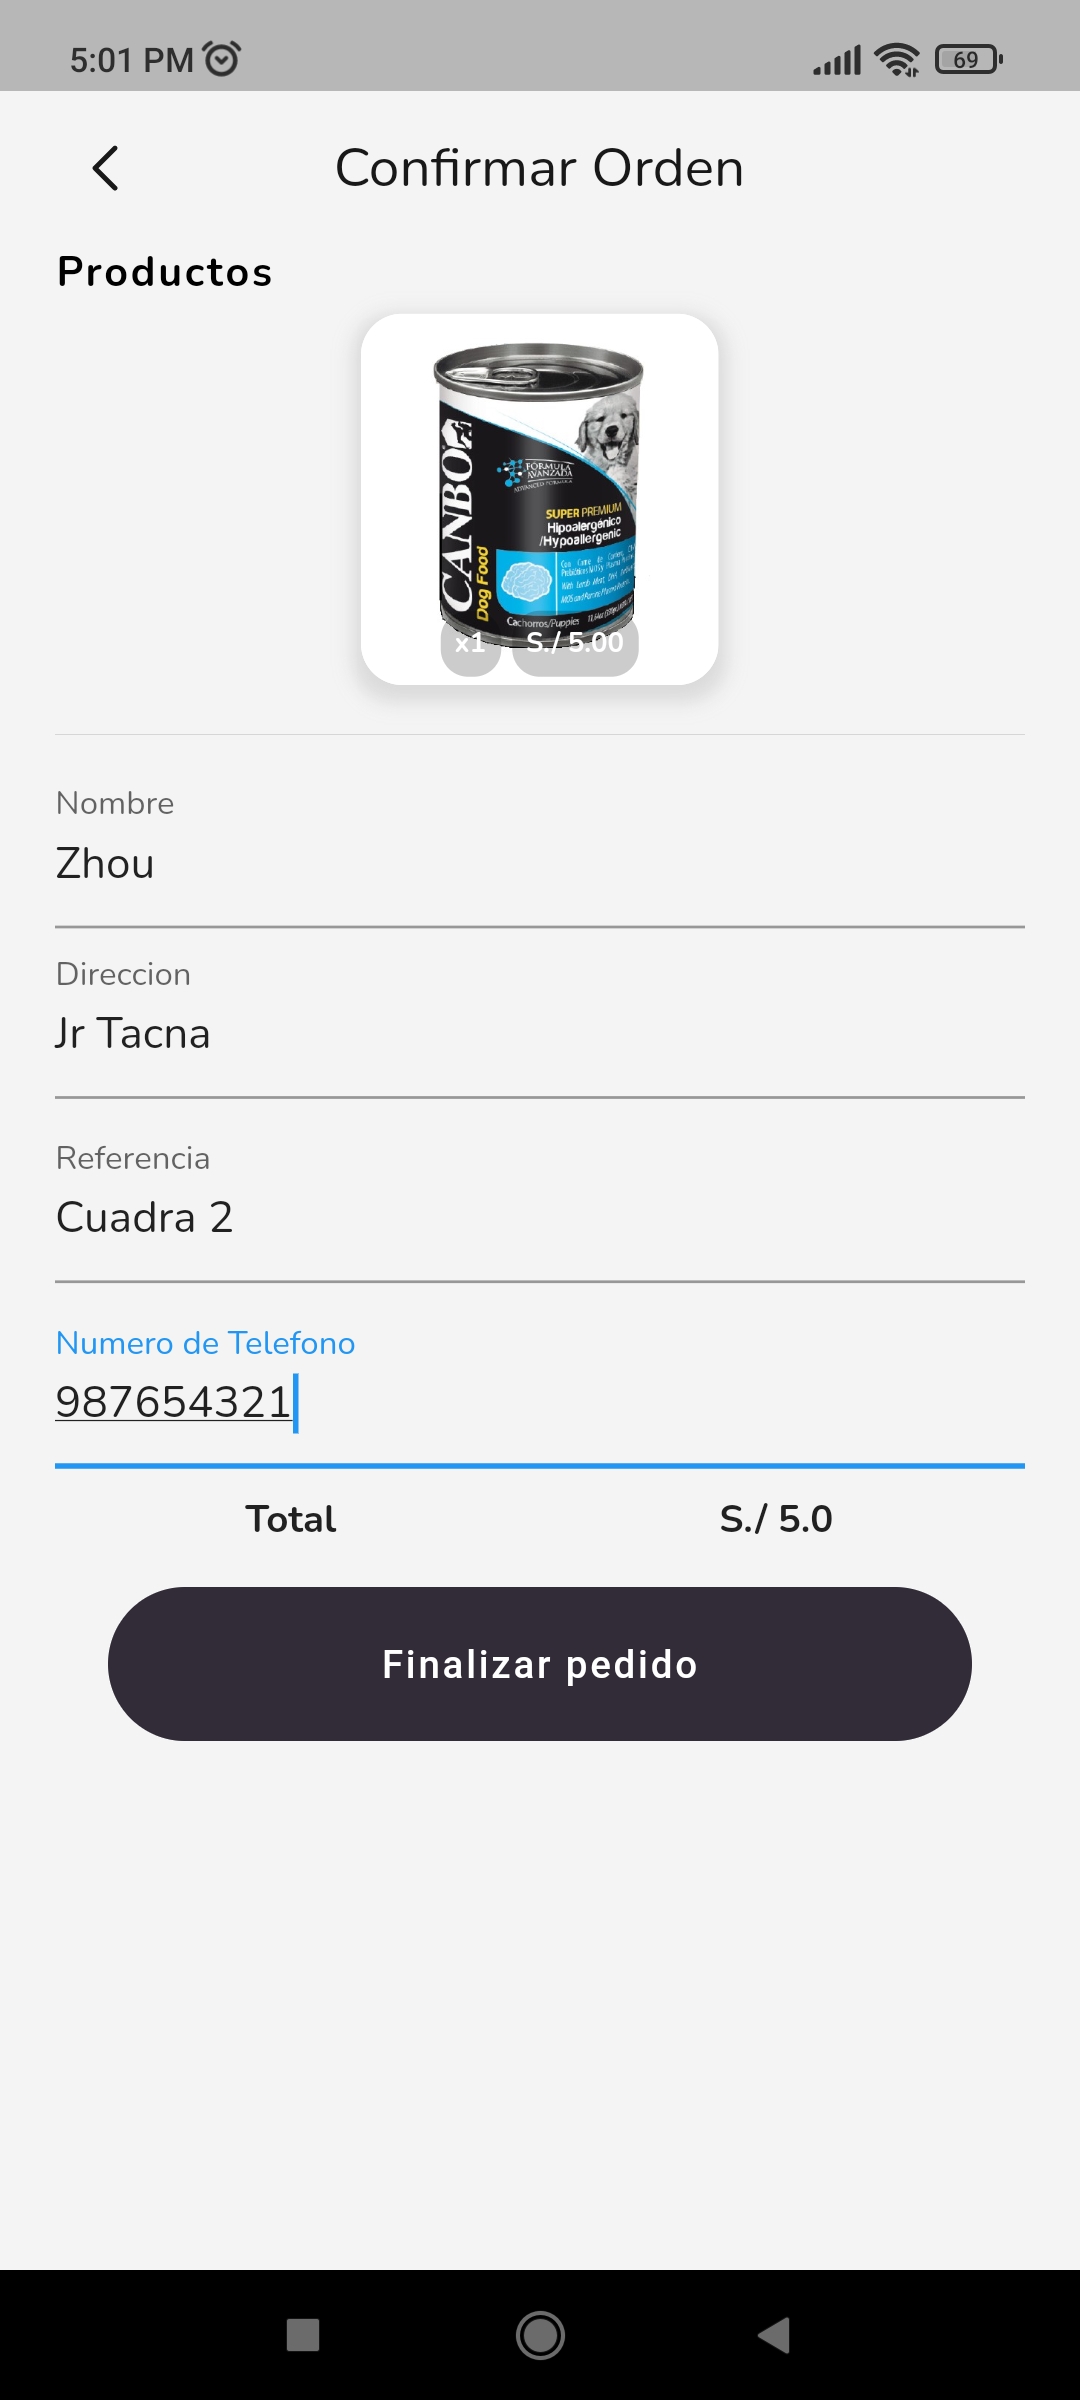 5:01 PM
69
Confirmar Orden
Productos
CANBO
Dog Food
FÓRMULA
AVANZADA
ADVANCED FORMULA
SUPER PREMIUM
Hipoalergénico
/Hypoallergenic
Cachorros/Puppies
x1
S./ 5.00
Nombre
Zhou
Direccion
Jr Tacna
Referencia
Cuadra 2
Numero de Telefono
987654321
Total
S./ 5.0
Finalizar pedido